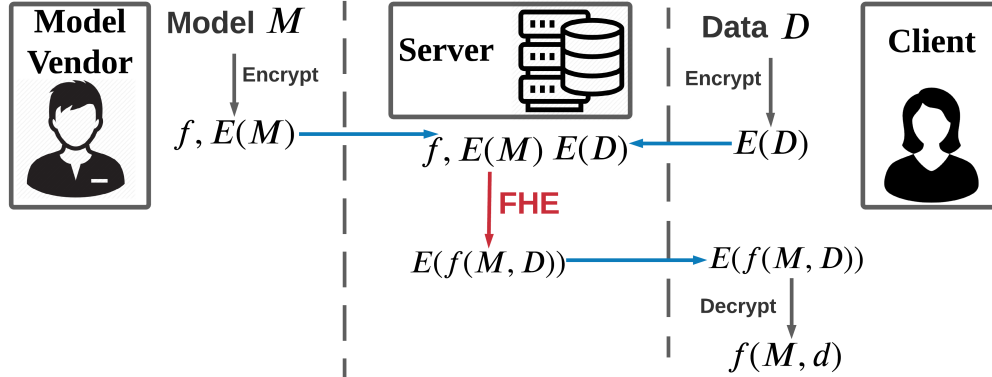 Model
Vendor
Model M
Encrypt
f, E(M)
Server
f, E(M) E(D)
FHE
E(f(M, D))
Data D
Encrypt
E(D)
Client
E(f(M, D))
Decrypt
f(M, d)